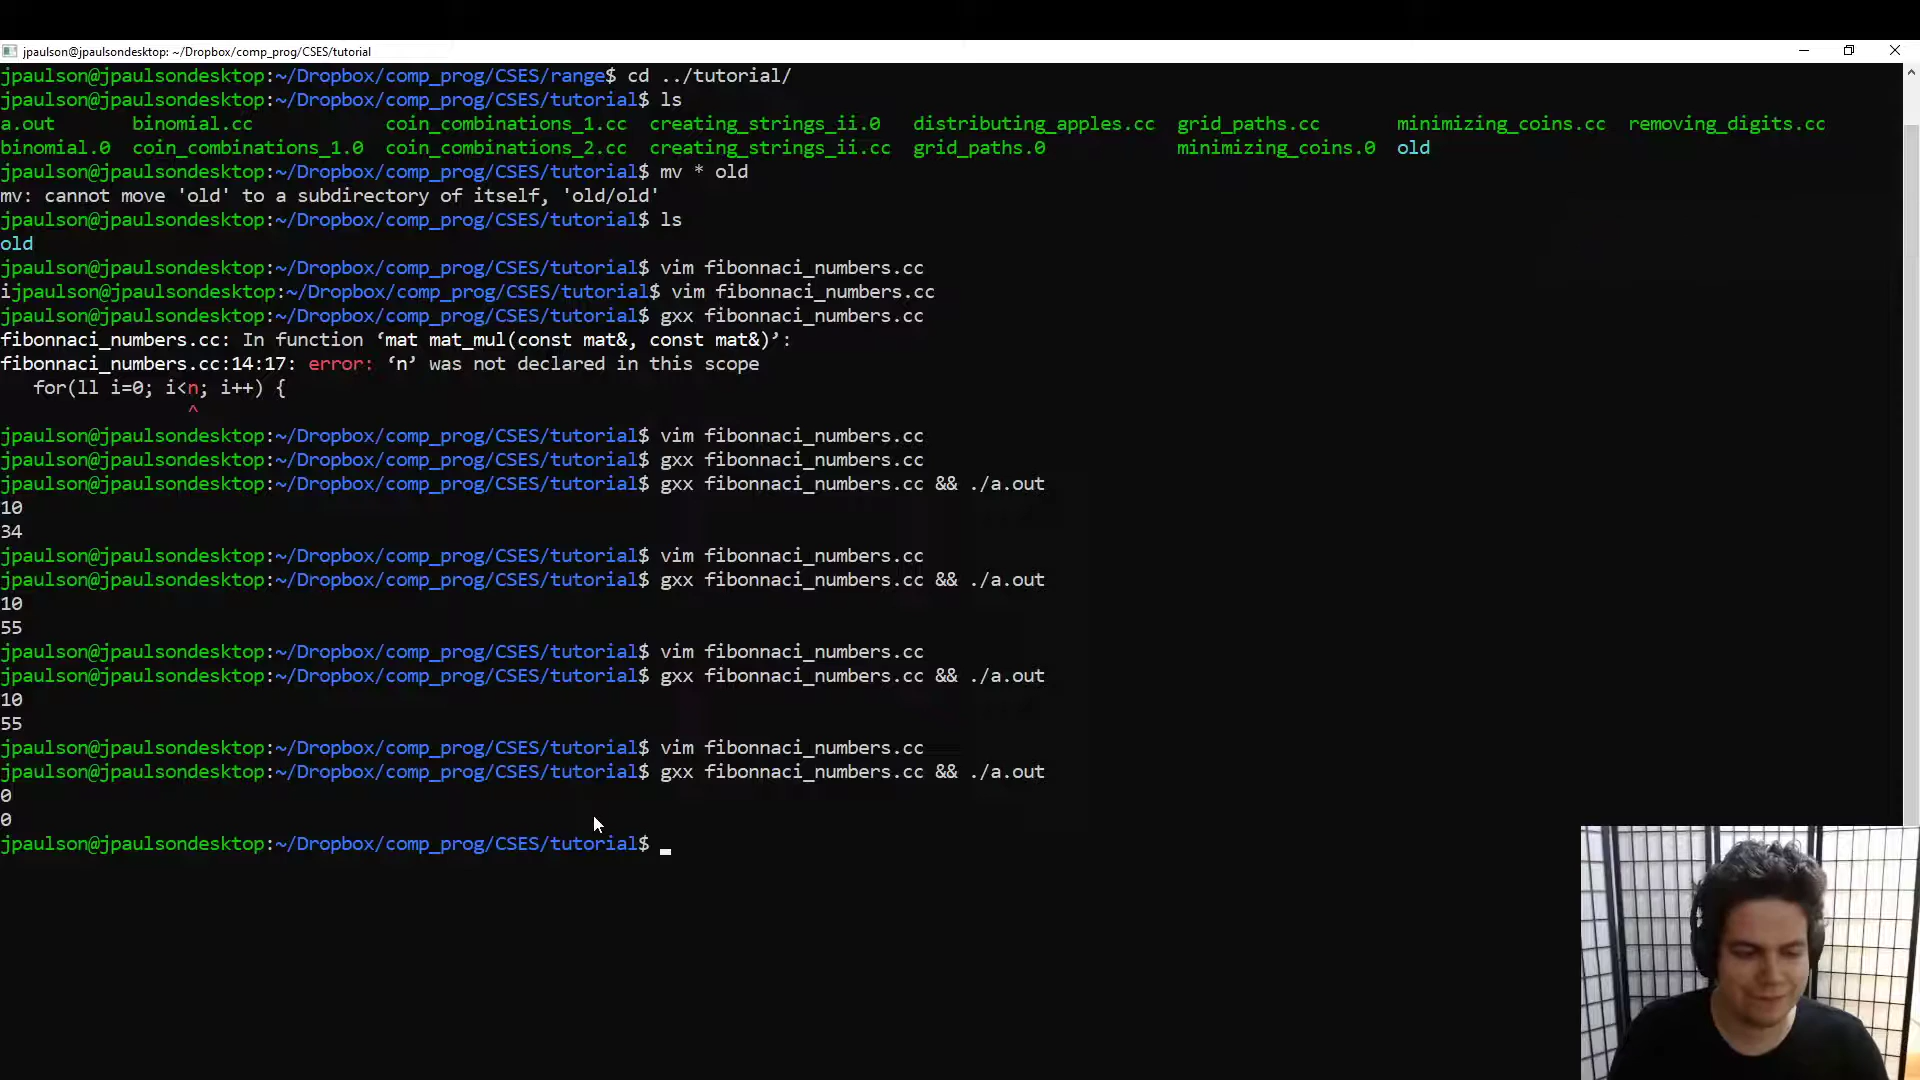 jpaulson@jpaulsondesktop: ~/Dropbox/comp_prog/CSES/tutorial
jpaulson@jpaulsondesktop:~/Dropbox/comp_prog/CSES/range$ cd ../tutorial/
jpaulson@jpaulsondesktop:~/Dropbox/comp_prog/CSES/tutorial$ ls
a.out binomial.cc coin_combinations_1.cc creating_strings_ii.0 distributing_apples.cc grid_paths.cc minimizing_coins.cc removing_digits.cc
binomial.0 coin_combinations_1.0 coin_combinations_2.cc creating_strings_ii.cc grid_paths.0 minimizing_coins.0 old
jpaulson@jpaulsondesktop:~/Dropbox/comp_prog/CSES/tutorial$ mv * old
mv: cannot move 'old' to a subdirectory of itself, 'old/old'
jpaulson@jpaulsondesktop:~/Dropbox/comp_prog/CSES/tutorial$ ls
old
jpaulson@jpaulsondesktop:~/Dropbox/comp_prog/CSES/tutorial$ vim fibonnaci_numbers.cc
ijpaulson@jpaulsondesktop:~/Dropbox/comp_prog/CSES/tutorial$ vim fibonnaci_numbers.cc
jpaulson@jpaulsondesktop:~/Dropbox/comp_prog/CSES/tutorial$ gxx fibonnaci_numbers.cc
fibonnaci_numbers.cc: In function ‘mat mat_mul(const mat&, const mat&)’:
fibonnaci_numbers.cc:14:17: error: ‘n’ was not declared in this scope
for(ll i=0; i<n; i++) {
^
jpaulson@jpaulsondesktop:~/Dropbox/comp_prog/CSES/tutorial$ vim fibonnaci_numbers.cc
jpaulson@jpaulsondesktop:~/Dropbox/comp_prog/CSES/tutorial$ gxx fibonnaci_numbers.cc
jpaulson@jpaulsondesktop:~/Dropbox/comp_prog/CSES/tutorial$ gxx fibonnaci_numbers.cc && ./a.out
10
34
jpaulson@jpaulsondesktop:~/Dropbox/comp_prog/CSES/tutorial$ vim fibonnaci_numbers.cc
jpaulson@jpaulsondesktop:~/Dropbox/comp_prog/CSES/tutorial$ gxx fibonnaci_numbers.cc && ./a.out
10
55
jpaulson@jpaulsondesktop:~/Dropbox/comp_prog/CSES/tutorial$ vim fibonnaci_numbers.cc
jpaulson@jpaulsondesktop:~/Dropbox/comp_prog/CSES/tutorial$ gxx fibonnaci_numbers.cc && ./a.out
10
55
jpaulson@jpaulsondesktop:~/Dropbox/comp_prog/CSES/tutorial$ vim fibonnaci_numbers.cc
jpaulson@jpaulsondesktop:~/Dropbox/comp_prog/CSES/tutorial$ gxx fibonnaci_numbers.cc && ./a.out
0
0
jpaulson@jpaulsondesktop:~/Dropbox/comp_prog/CSES/tutorial$